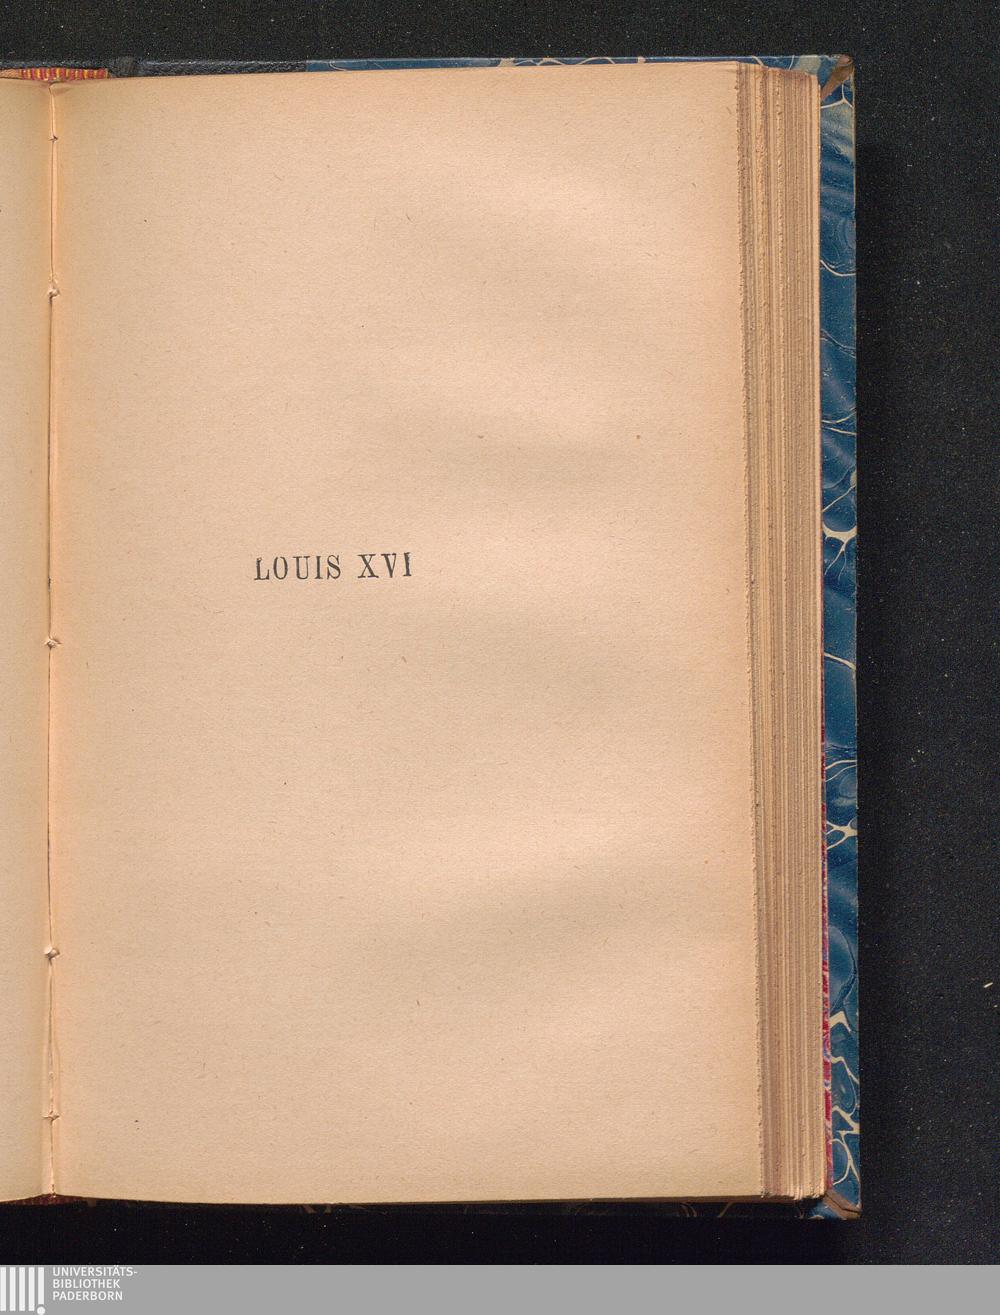 LOUIS XVI
UNIVERSITÄTS-
BIBLIOTHEK
PADERBORN